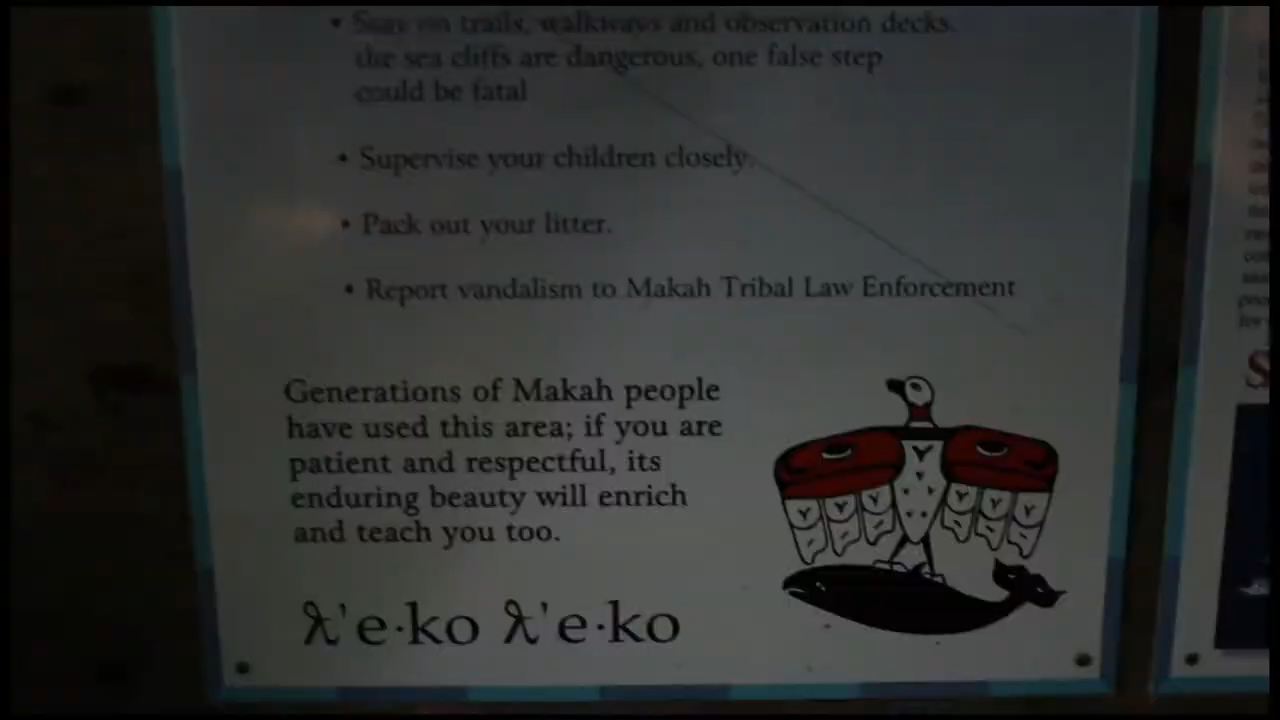 • Stay on trails, walkways and observation decks.
the sea cliffs are dangerous, one false step
could be fatal
• Supervise your children closely.
• Pack out your litter.
• Report vandalism to Makah Tribal Law Enforcement
Generations of Makah people
have used this area; if you are
patient and respectful, its
enduring beauty will enrich
and teach you too.
ƛ'e·ko ƛ'e·ko
S